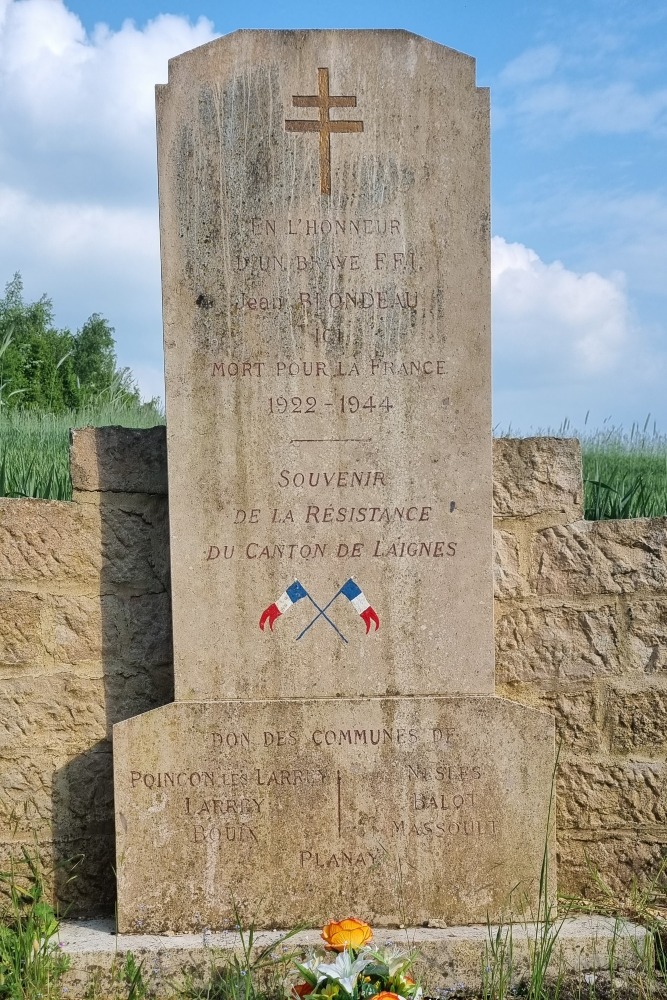 EN L'HONNEUR
D'UN BRAVE F.F.I.
Jean BLONDEAU
ICI
MORT POUR LA FRANCE
1922-1944
SOUVENIR
DE LA RÉSISTANCE
DU CANTON DE LAIGNES
DON DES COMMUNES DE
POINCON LES LARREY
LARREY
BOUIX
NESLES
BALOT
MASSOULT
PLANAY